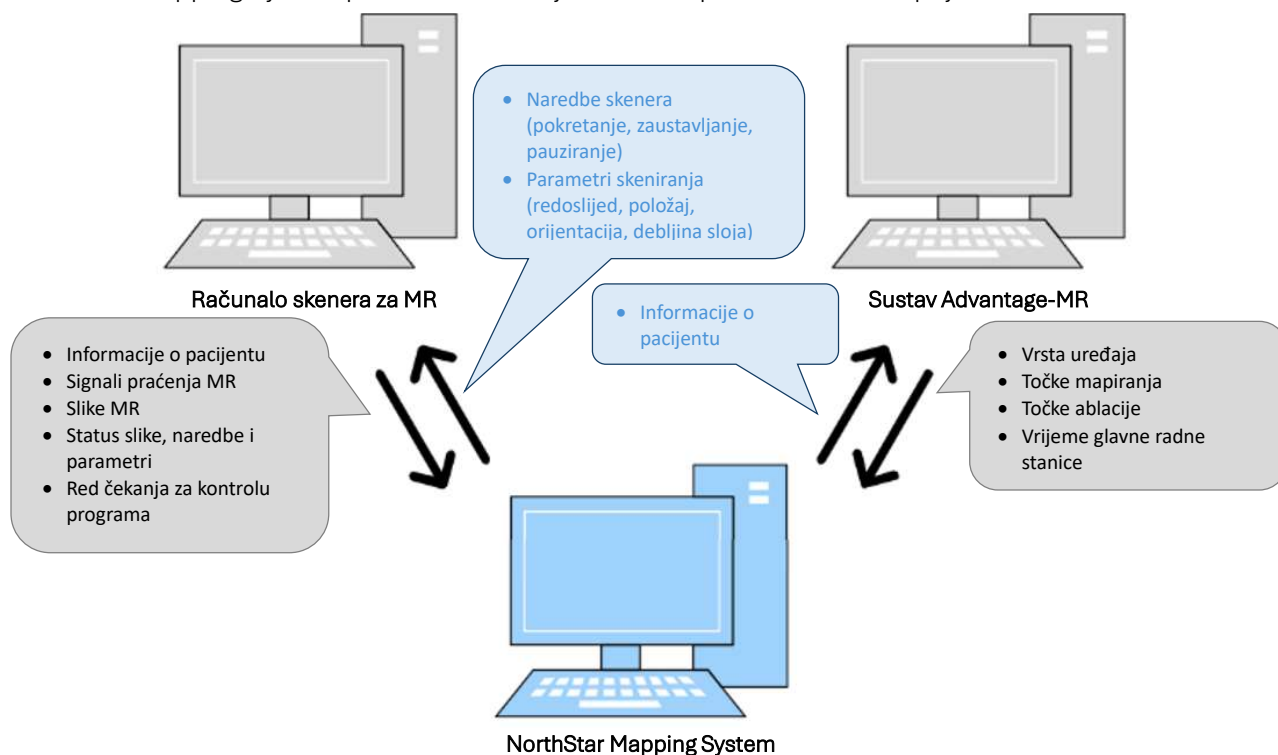 • Naredbe skenera
(pokretanje, zaustavljanje,
pauziranje)
• Parametri skeniranja
(redoslijed, položaj,
orijentacija, debljina sloja)
Računalo skenera za MR
Sustav Advantage-MR
• Informacije o
pacijentu
• Informacije o pacijentu
• Signali praćenja MR
• Slike MR
• Status slike, naredbe i
parametri
• Red čekanja za kontrolu
programa
• Vrsta uređaja
• Točke mapiranja
• Točke ablacije
• Vrijeme glavne radne
stanice
NorthStar Mapping System